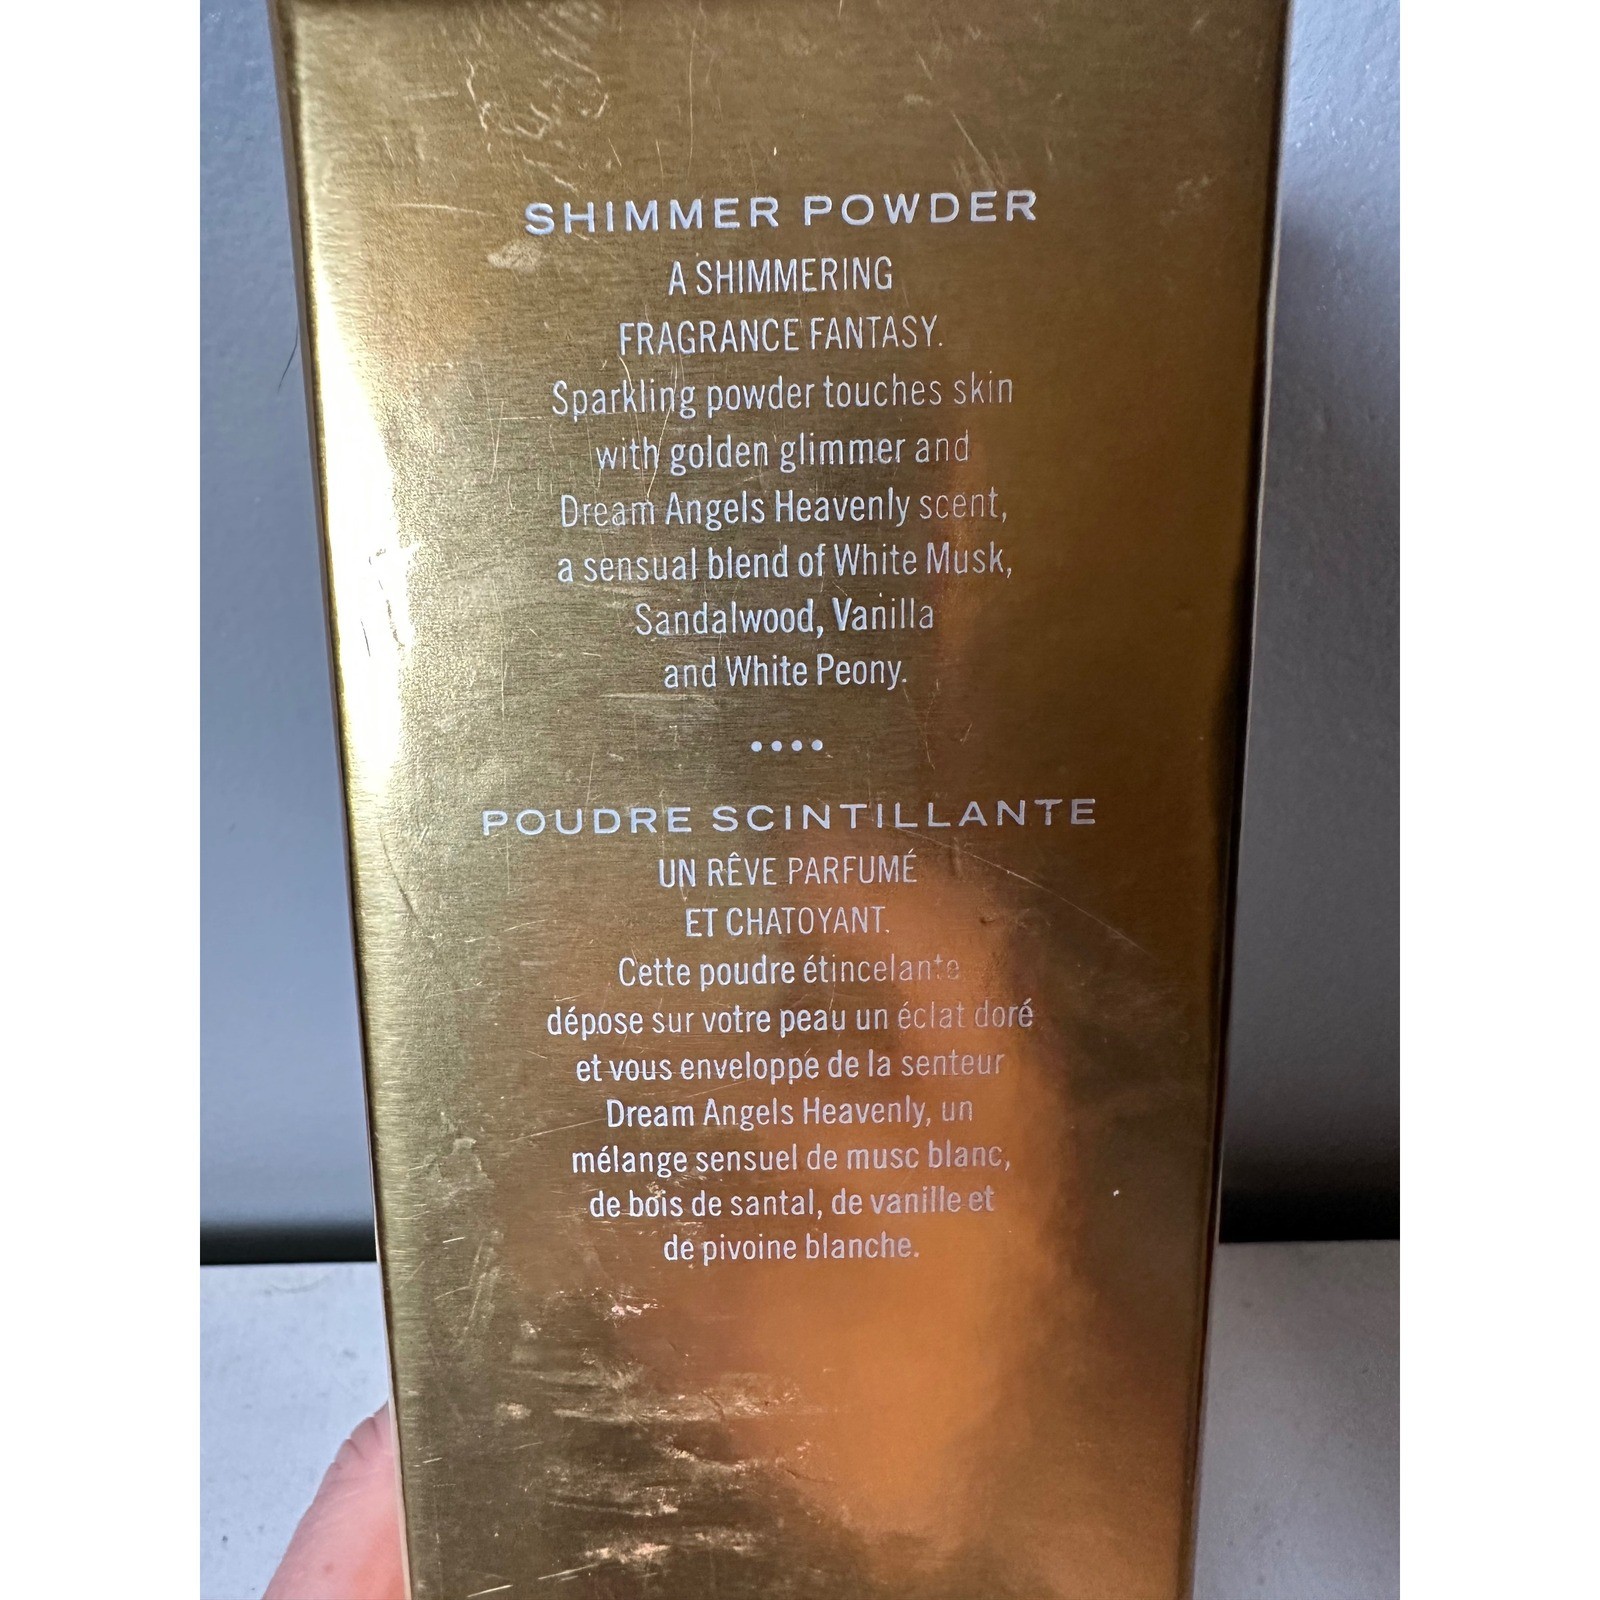 SHIMMER POWDER
A SHIMMERING
FRAGRANCE FANTASY.
Sparkling powder touches skin
with golden glimmer and
Dream Angels Heavenly scent,
a sensual blend of White Musk,
Sandalwood, Vanilla
and White Peony.
••••
POUDRE SCINTILLANTE
UN RÊVE PARFUMÉ
ET CHATOYANT.
Cette poudre étincelante
dépose sur votre peau un éclat doré
et vous enveloppe de la senteur
Dream Angels Heavenly, un
mélange sensuel de musc blanc,
de bois de santal, de vanille et
de pivoine blanche.